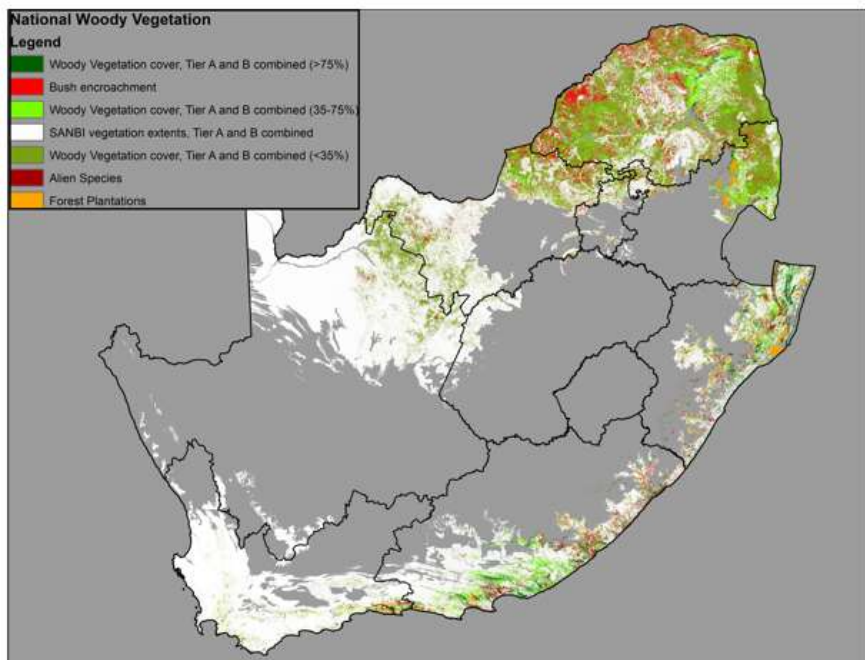 National Woody Vegetation
Legend
Woody Vegetation cover, Tier A and B combined (>75%)
Bush encroachment
Woody Vegetation cover, Tier A and B combined (35-75%)
SANBI vegetation extents, Tier A and B combined
Woody Vegetation cover, Tier A and B combined (<35%)
Alien Species
Forest Plantations